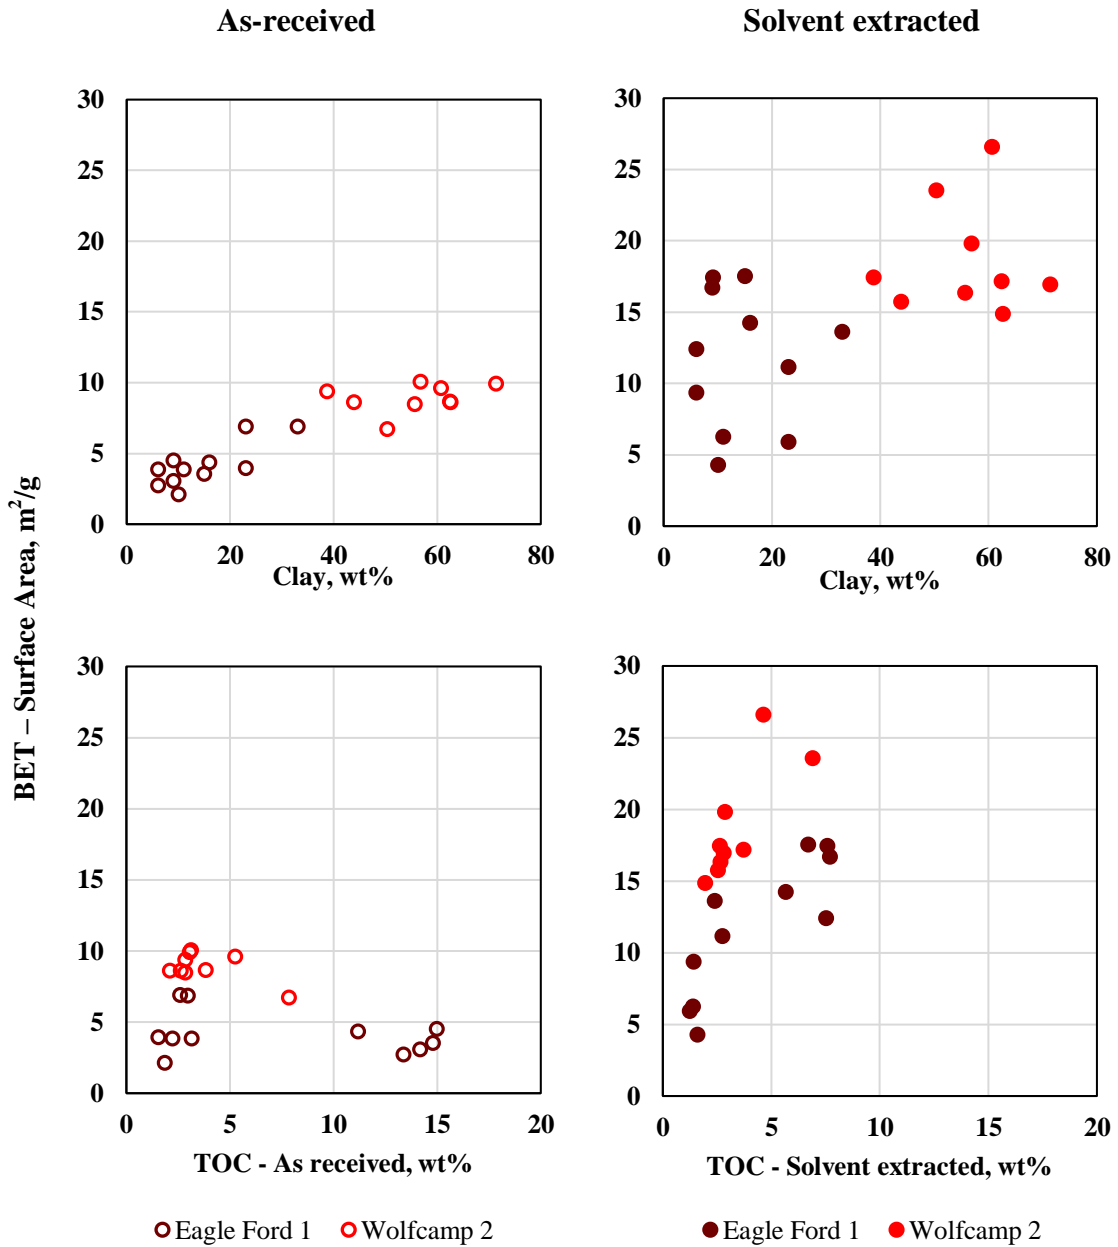 As-received
Solvent extracted
BET – Surface Area, m²/g
30
25
20
15
10
5
0
0 20 40 60 80
Clay, wt%
30
25
20
15
10
5
0
0 20 40 60 80
Clay, wt%
30
25
20
15
10
5
0
0 5 10 15 20
TOC - As received, wt%
30
25
20
15
10
5
0
0 5 10 15 20
TOC - Solvent extracted, wt%
Eagle Ford 1 Wolfcamp 2
Eagle Ford 1 Wolfcamp 2